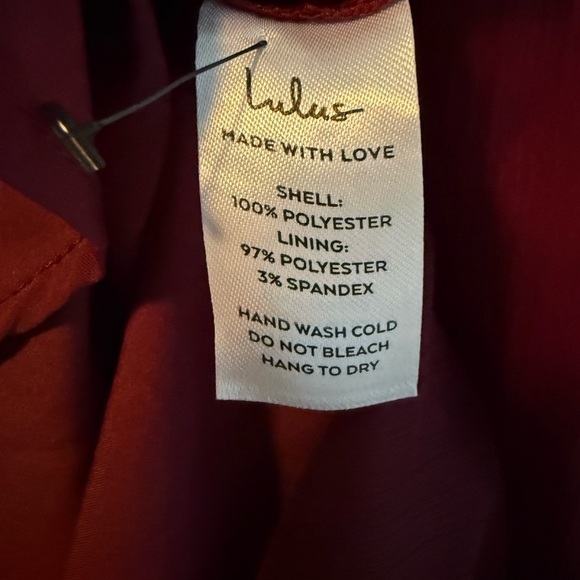 Lulus
MADE WITH LOVE
SHELL:
100% POLYESTER
LINING:
97% POLYESTER
3% SPANDEX
HAND WASH COLD
DO NOT BLEACH
HANG TO DRY